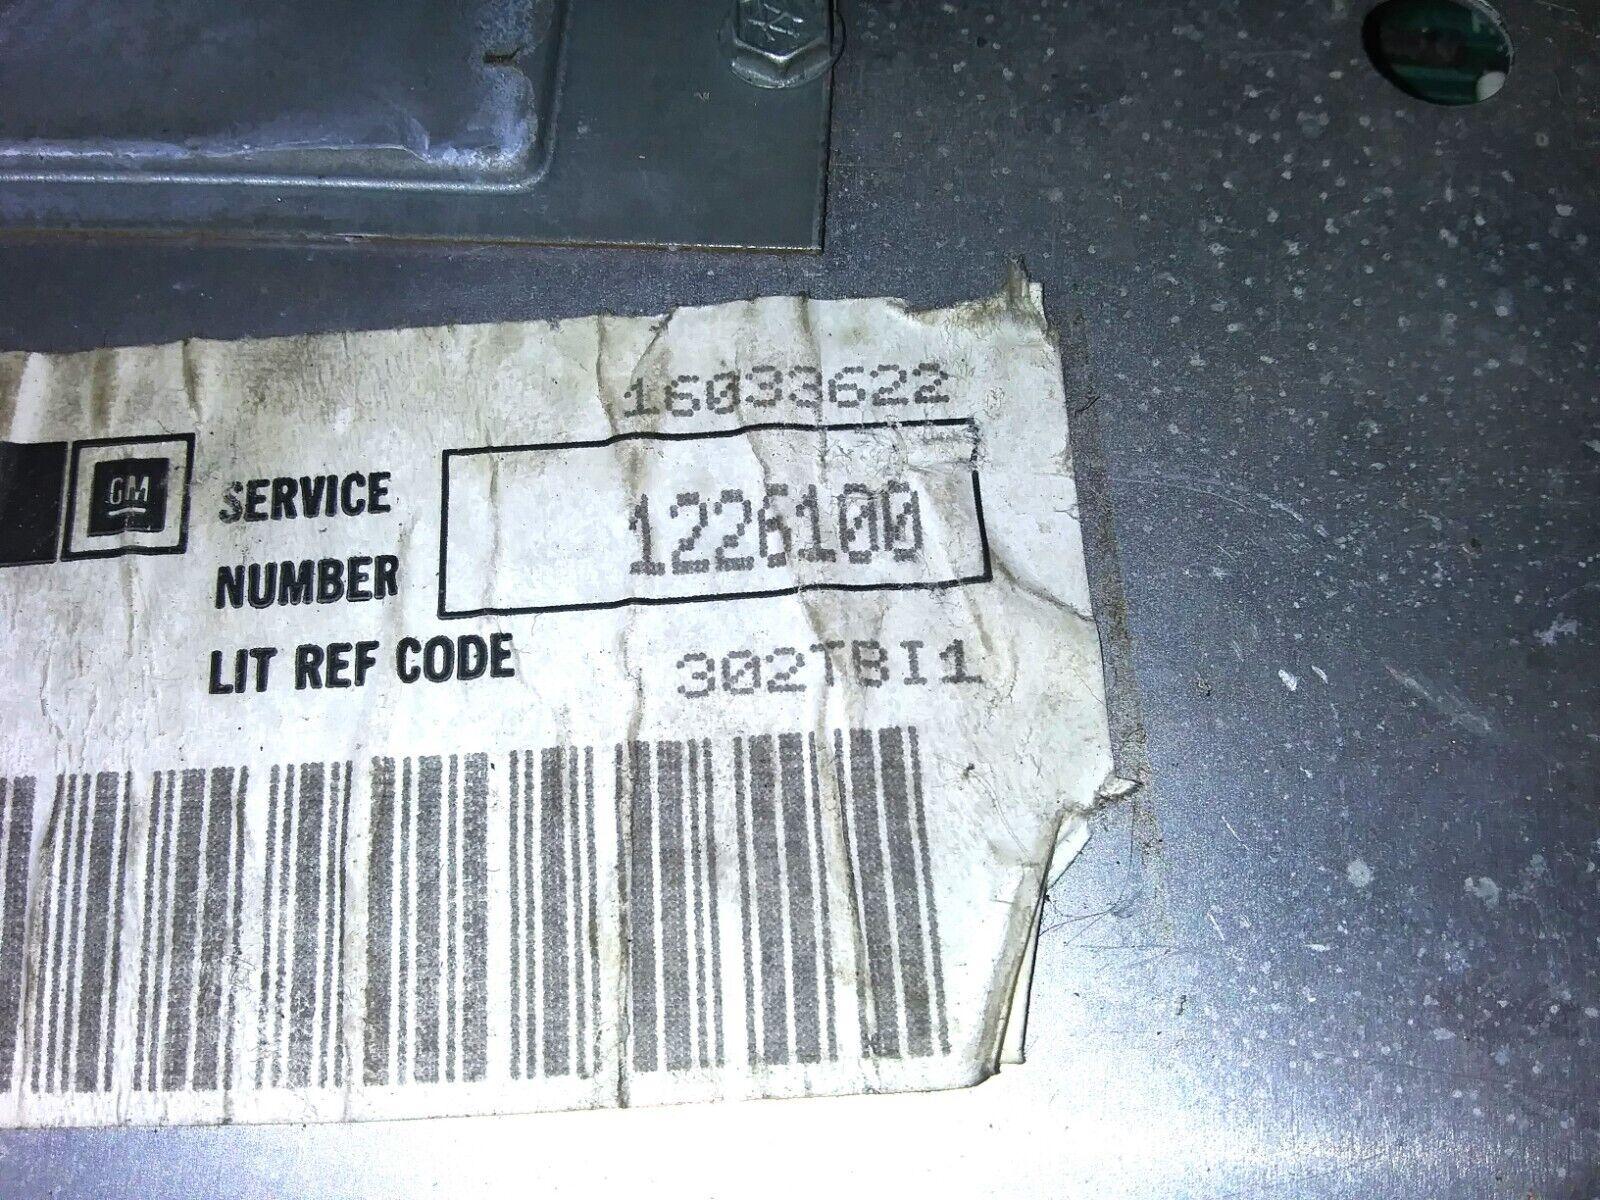 16033622
GM
SERVICE
NUMBER
1226100
LIT REF CODE 302TBI1